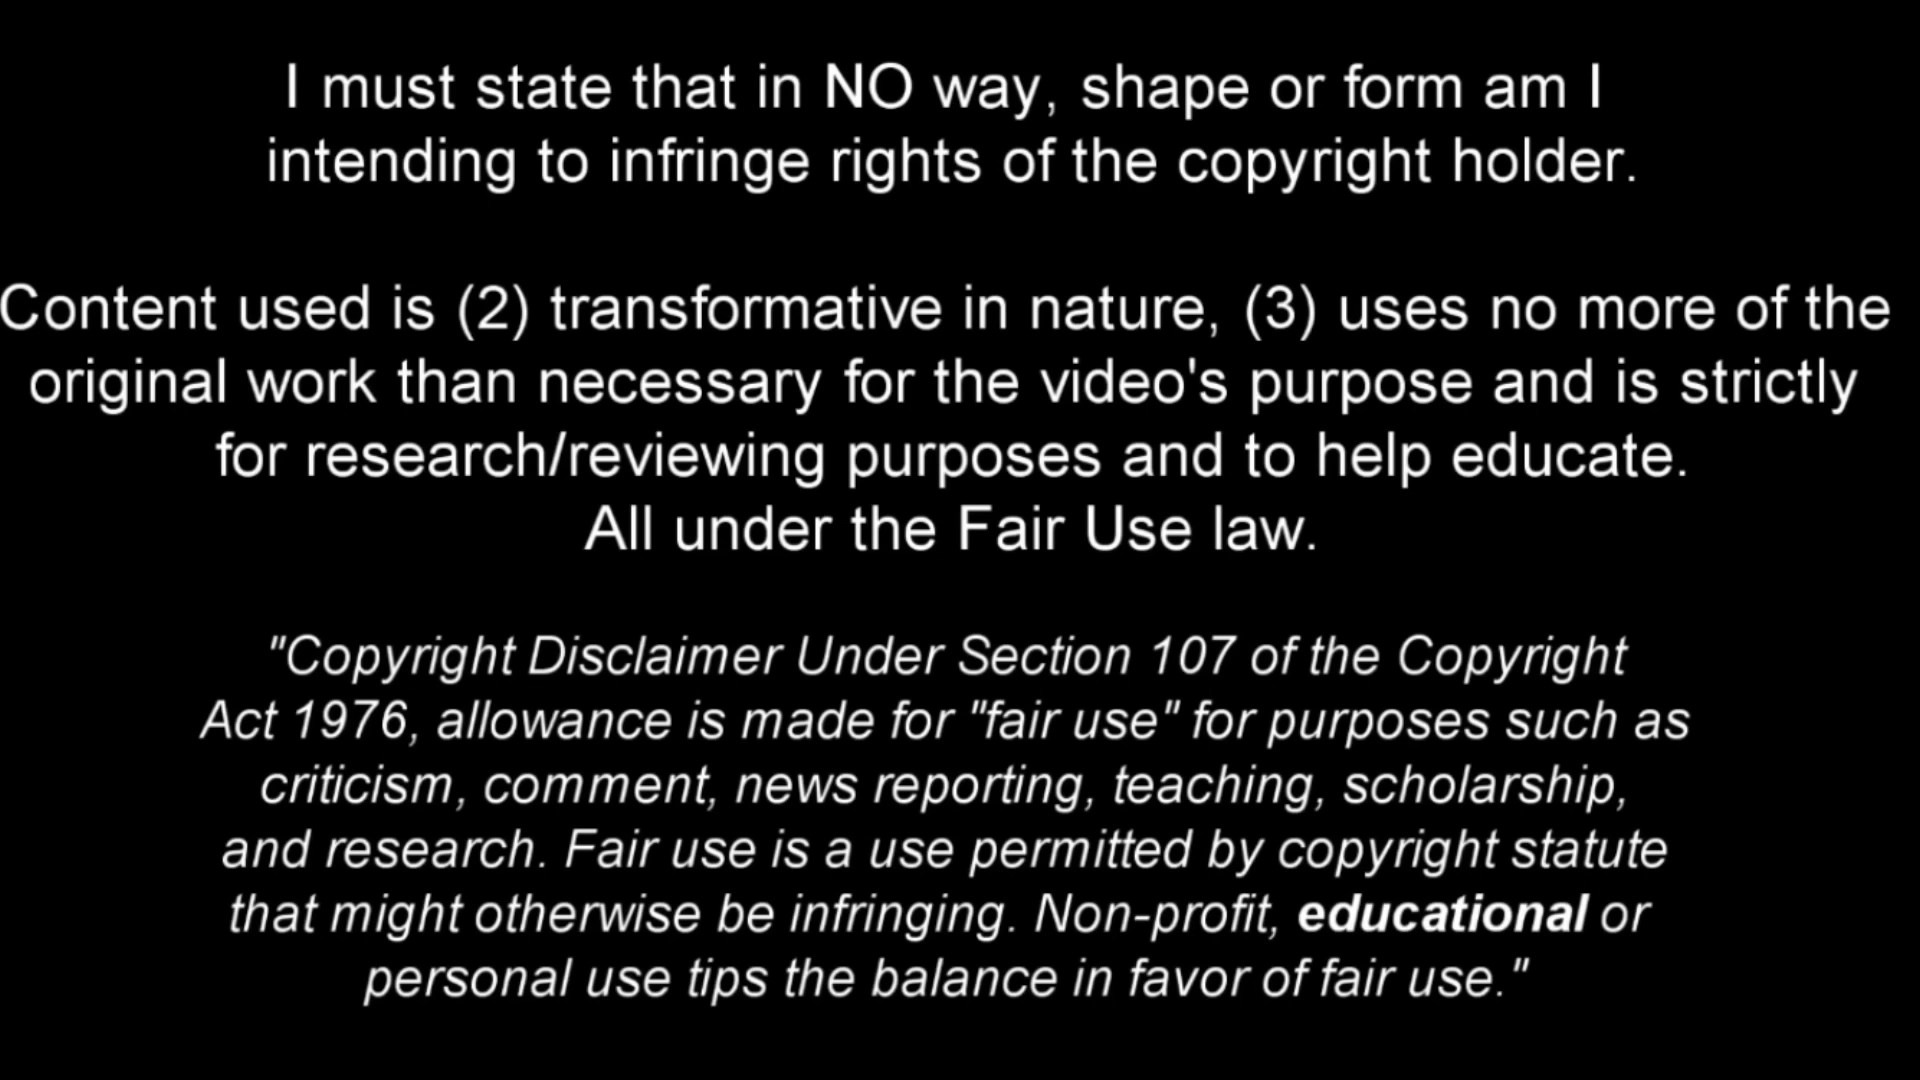 I must state that in NO way, shape or form am I
intending to infringe rights of the copyright holder.
Content used is (2) transformative in nature, (3) uses no more of the
original work than necessary for the video's purpose and is strictly
for research/reviewing purposes and to help educate.
All under the Fair Use law.
"Copyright Disclaimer Under Section 107 of the Copyright
Act 1976, allowance is made for "fair use" for purposes such as
criticism, comment, news reporting, teaching, scholarship,
and research. Fair use is a use permitted by copyright statute
that might otherwise be infringing. Non-profit, educational or
personal use tips the balance in favor of fair use."